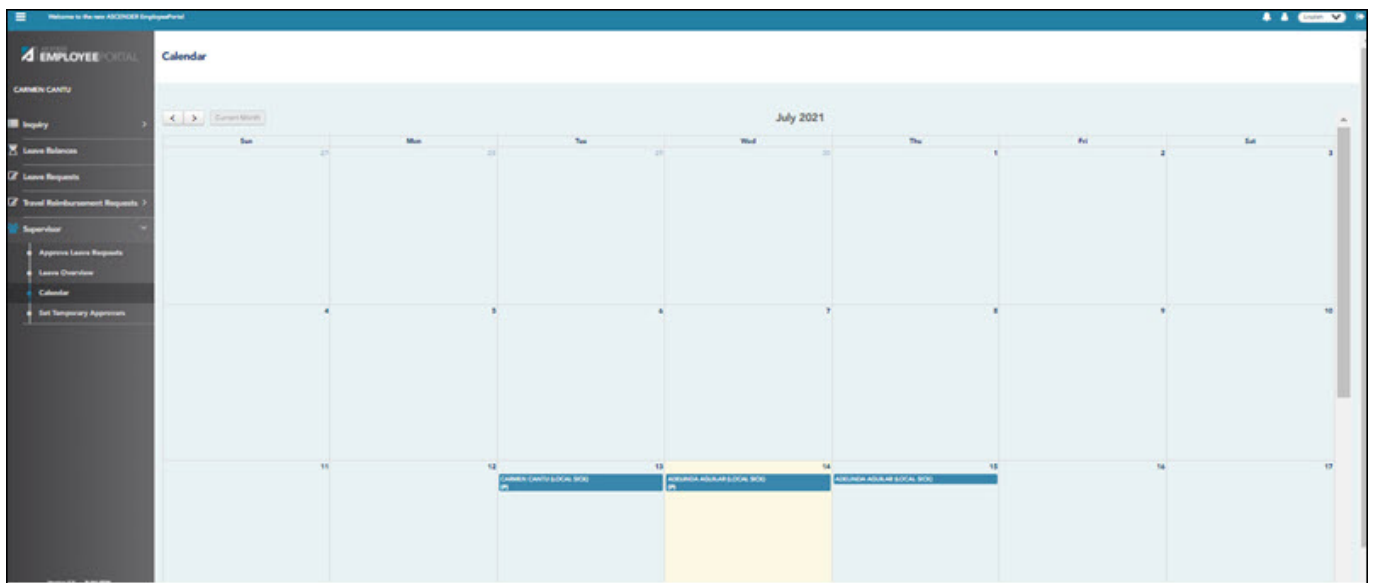 Welcome to the new ASCENDER EmployeePortal
English
EMPLOYEE PORTAL
Calendar
CARMEN CANTU
Inquiry
Leave Balances
Leave Requests
Travel Reimbursement Requests
Supervisor
Approve Leave Requests
Leave Overview
Calendar
Set Temporary Approvers
Current Month
July 2021
Sun Mon Tue Wed Thu Fri Sat
27 28 29 30 1 2 3
4 5 6 7 8 9 10
11 12 13 14 15 16 17
CARMEN CANTU (LOCAL SICK)
(P)
ADELINDA AGUILAR (LOCAL SICK)
(P)
ADELINDA AGUILAR (LOCAL SICK)